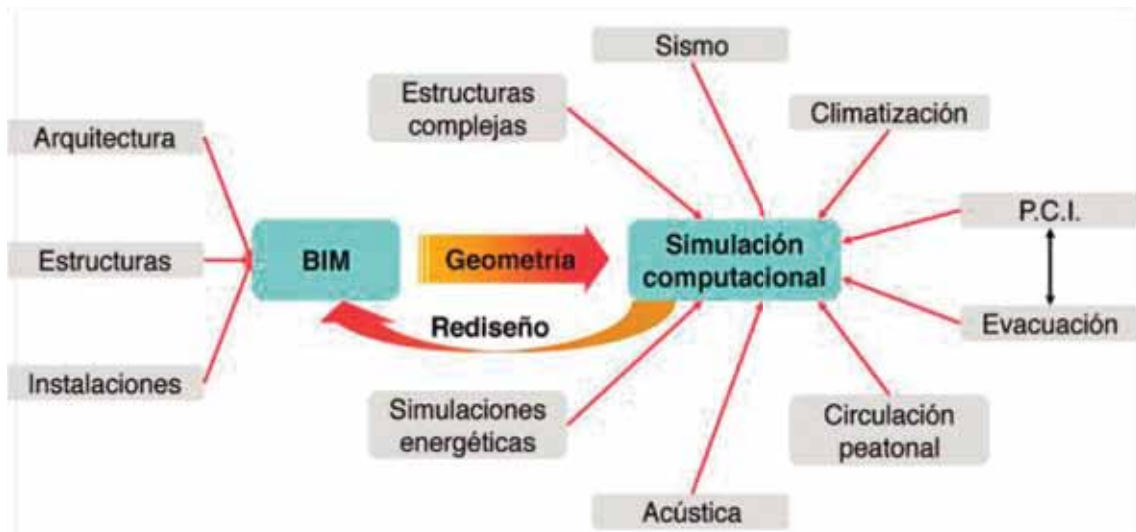 Sismo
Estructuras
complejas
Climatización
Arquitectura
P.C.I.
Estructuras
BIM
Geometría
Simulación
computacional
Rediseño
Evacuación
Instalaciones
Simulaciones
energéticas
Circulación
peatonal
Acústica